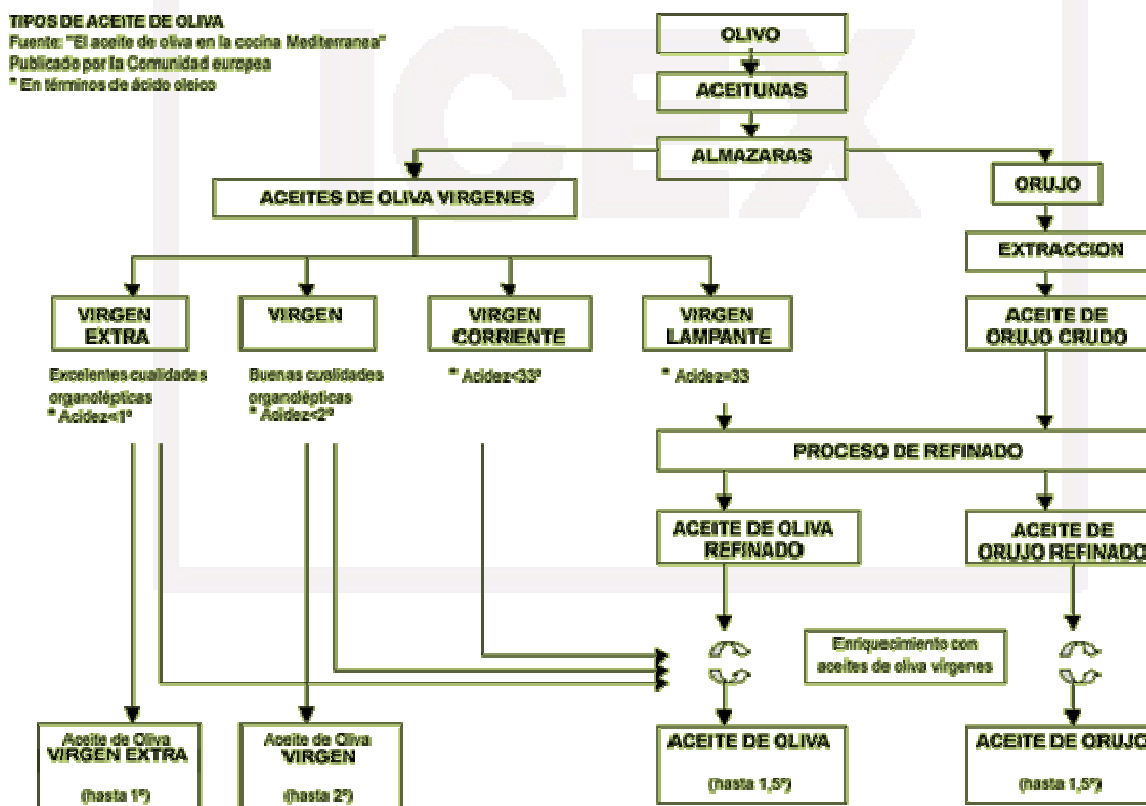 TIPOS DE ACEITE DE OLIVA
Fuente: "El aceite de oliva en la cocina Mediterranea"
Publicado por la Comunidad europea
* En términos de ácido oleico
ICEX
OLIVO
ACEITUNAS
ALMAZARAS
ACEITES DE OLIVA VIRGENES
ORUJO
EXTRACCION
VIRGEN
EXTRA
VIRGEN
VIRGEN
CORRIENTE
VIRGEN
LAMPANTE
ACEITE DE
ORUJO CRUDO
Excelentes cualidades
organolépticas
* Acidez<1º
Buenas cualidades
organolépticas
* Acidez<2º
* Acidez<33º
* Acidez=33
PROCESO DE REFINADO
ACEITE DE OLIVA
REFINADO
ACEITE DE
ORUJO REFINADO
Enriquecimiento con
aceites de oliva vírgenes
Aceite de Oliva
VIRGEN EXTRA
(hasta 1º)
Aceite de Oliva
VIRGEN
(hasta 2º)
ACEITE DE OLIVA
(hasta 1,5º)
ACEITE DE ORUJO
(hasta 1,5º)